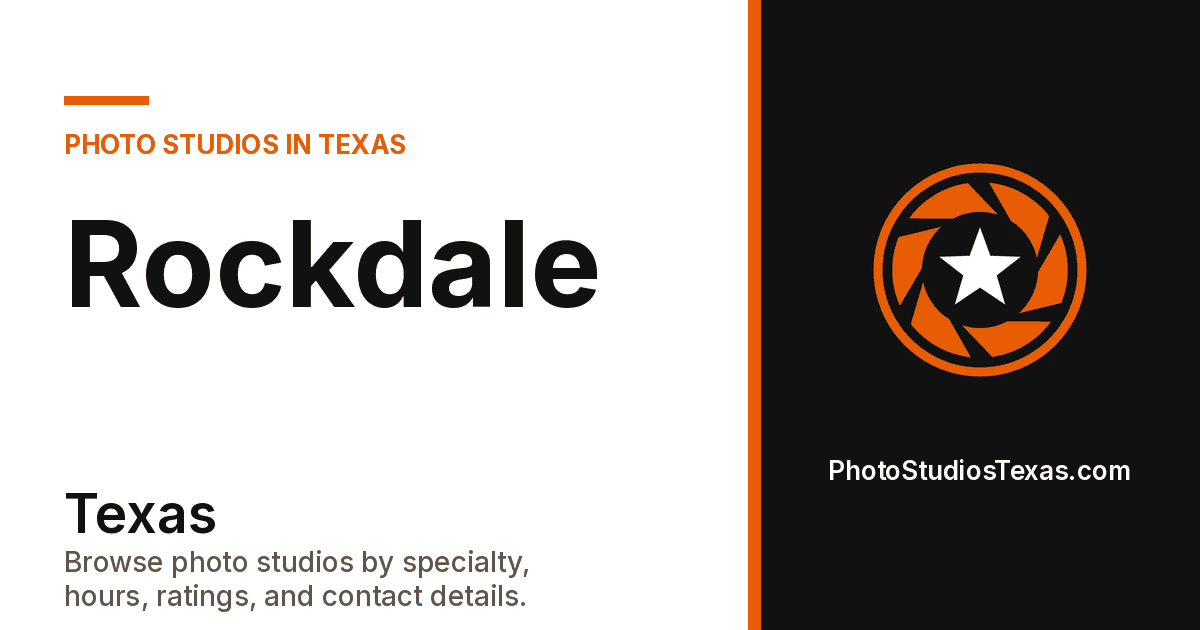 PHOTO STUDIOS IN TEXAS
Rockdale
Texas
Browse photo studios by specialty,
hours, ratings, and contact details.
PhotoStudiosTexas.com